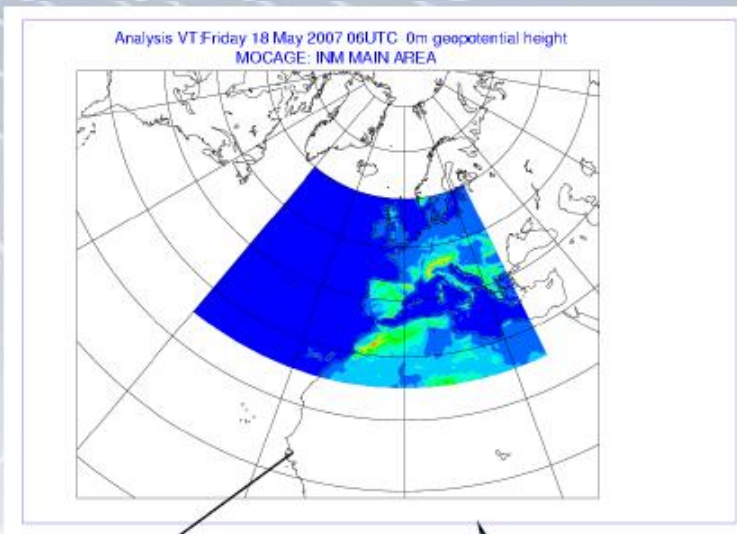 Analysis VT:Friday 18 May 2007 06UTC 0m geopotential height
MOCAGE: INM MAIN AREA